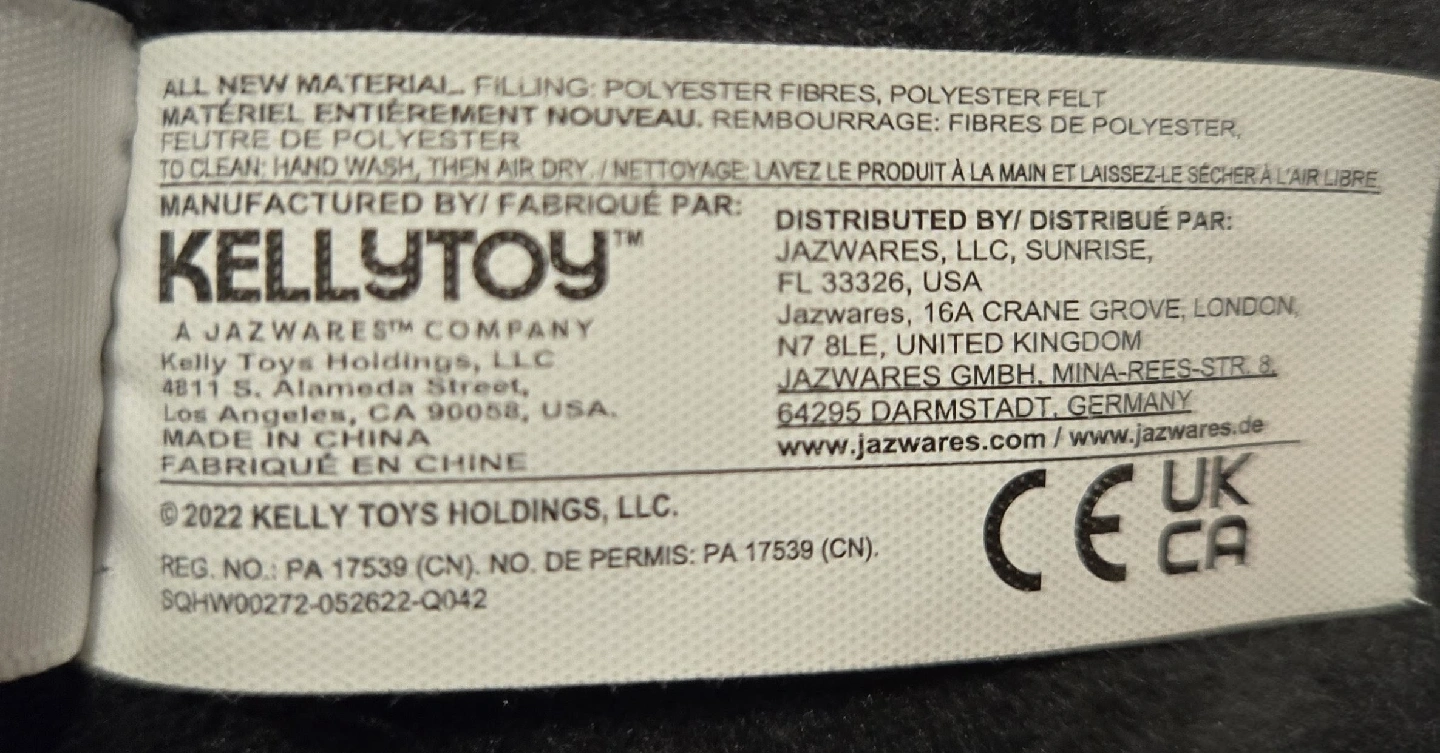 ALL NEW MATERIAL. FILLING: POLYESTER FIBRES, POLYESTER FELT
MATÉRIEL ENTIÈREMENT NOUVEAU. REMBOURRAGE: FIBRES DE POLYESTER,
FEUTRE DE POLYESTER
TO CLEAN: HAND WASH, THEN AIR DRY. / NETTOYAGE: LAVEZ LE PRODUIT À LA MAIN ET LAISSEZ-LE SÉCHER À L'AIR LIBRE
MANUFACTURED BY/ FABRIQUÉ PAR:
KELLYTOY™
A JAZWARES™ COMPANY
Kelly Toys Holdings, LLC
4811 S. Alameda Street,
Los Angeles, CA 90058, USA.
MADE IN CHINA
FABRIQUÉ EN CHINE
DISTRIBUTED BY/ DISTRIBUÉ PAR:
JAZWARES, LLC, SUNRISE,
FL 33326, USA
Jazwares, 16A CRANE GROVE, LONDON,
N7 8LE, UNITED KINGDOM
JAZWARES GMBH. MINA-REES-STR. 8,
64295 DARMSTADT, GERMANY
www.jazwares.com / www.jazwares.de
© 2022 KELLY TOYS HOLDINGS, LLC.
REG. NO.: PA 17539 (CN). NO. DE PERMIS: PA 17539 (CN).
SQHW00272-052622-Q042
CE
UK
CA